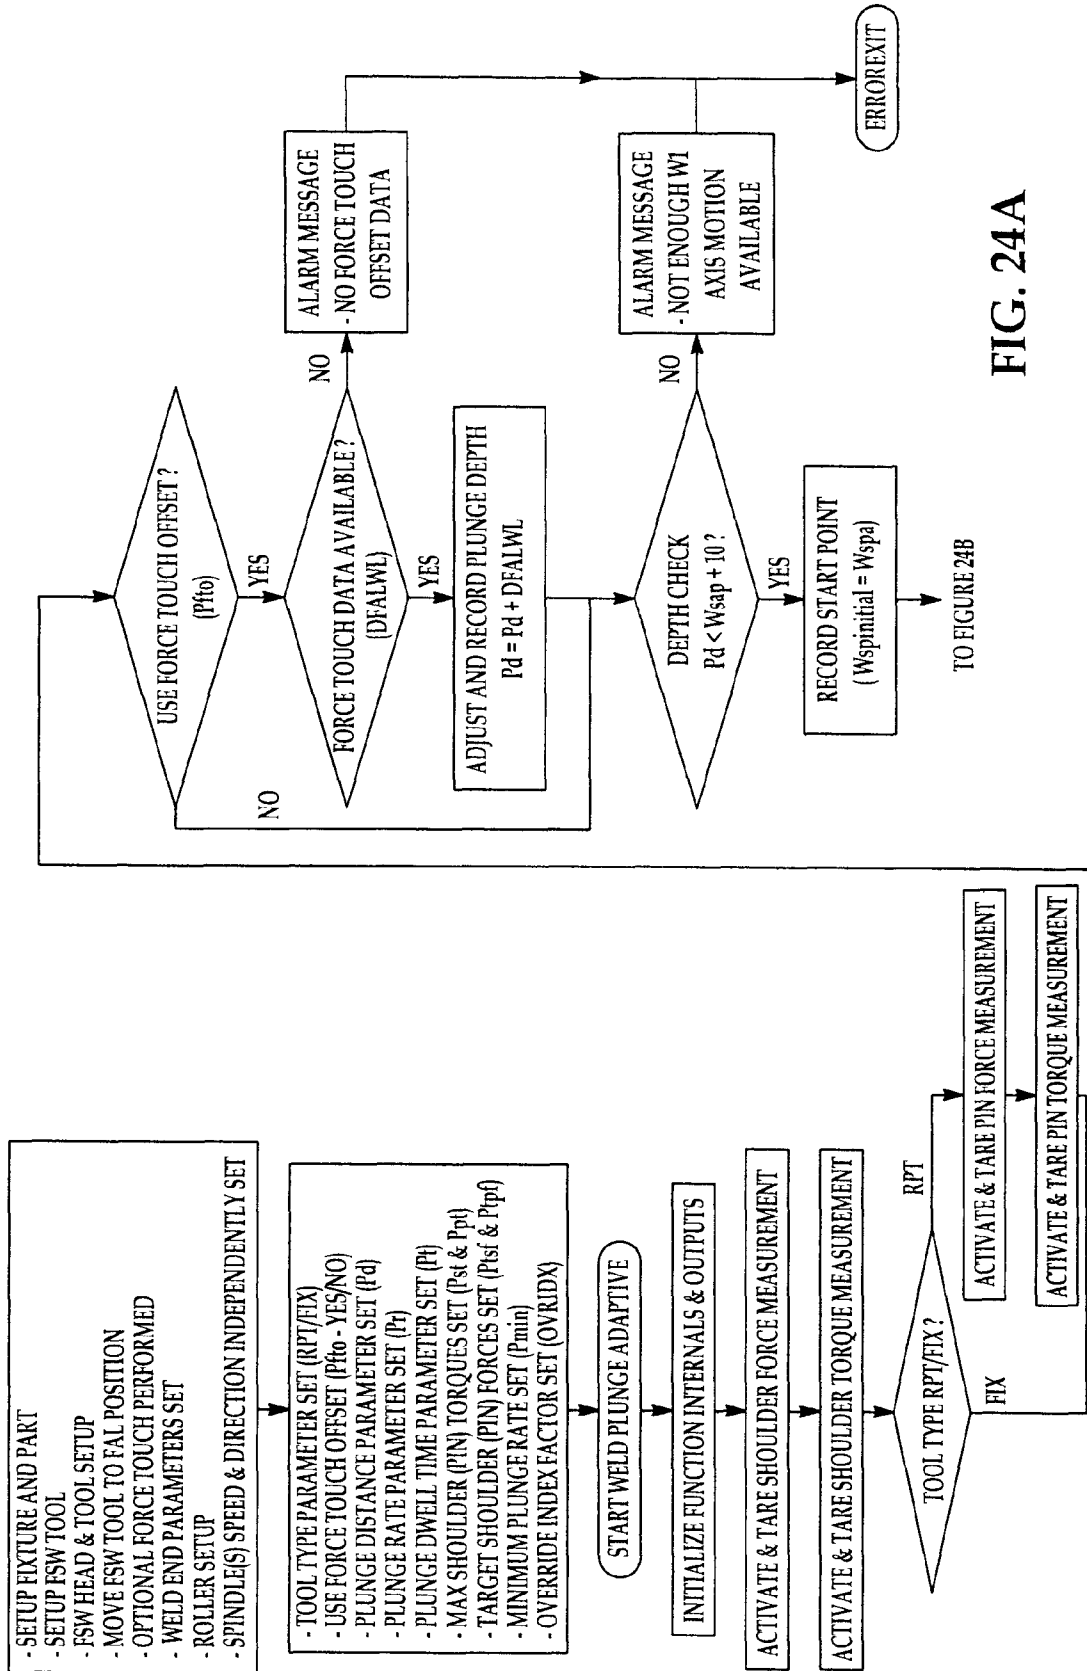 - SETUP FIXTURE AND PART
- SETUP FSW TOOL
- FSW HEAD & TOOL SETUP
- MOVE FSW TOOL TO FAL POSITION
- OPTIONAL FORCE TOUCH PERFORMED
- WELD END PARAMETERS SET
- ROLLER SETUP
- SPINDLE(S) SPEED & DIRECTION INDEPENDENTLY SET
- TOOL TYPE PARAMETER SET (RPT/FIX)
- USE FORCE TOUCH OFFSET (Pfto - YES/NO)
- PLUNGE DISTANCE PARAMETER SET (Pd)
- PLUNGE RATE PARAMETER SET (Pr)
- PLUNGE DWELL TIME PARAMETER SET (Pt)
- MAX SHOULDER (PIN) TORQUES SET (Pst & Ppt)
- TARGET SHOULDER (PIN) FORCES SET (Ptsf & Ptpf)
- MINIMUM PLUNGE RATE SET (Pmin)
- OVERRIDE INDEX FACTOR SET (OVRIDX)
START WELD PLUNGE ADAPTIVE
INITIALIZE FUNCTION INTERNALS & OUTPUTS
ACTIVATE & TARE SHOULDER FORCE MEASUREMENT
ACTIVATE & TARE SHOULDER TORQUE MEASUREMENT
TOOL TYPE RPT/FIX?
RPT
FIX
ACTIVATE & TARE PIN FORCE MEASUREMENT
ACTIVATE & TARE PIN TORQUE MEASUREMENT
USE FORCE TOUCH OFFSET?
(Pfto)
NO
YES
FORCE TOUCH DATA AVAILABLE?
(DFALWL)
NO
YES
ALARM MESSAGE
- NO FORCE TOUCH
OFFSET DATA
ADJUST AND RECORD PLUNGE DEPTH
Pd = Pd + DFALWL
DEPTH CHECK
Pd < Wsap + 10?
NO
YES
ALARM MESSAGE
- NOT ENOUGH W1
AXIS MOTION
AVAILABLE
ERROREXIT
RECORD START POINT
(Wspinitial = Wspa)
TO FIGURE 24B
FIG. 24A